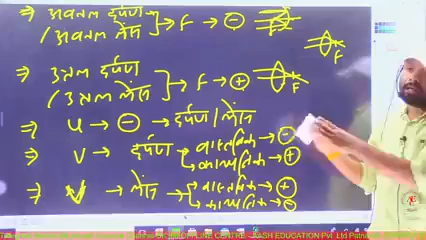 ⇒ अवतल दर्पण
/ अवतल लेंस → F → ⊖
F
⇒ उत्तल दर्पण
/ उत्तल लेंस → F → ⊕
F
⇒ u → ⊖ → दर्पण / लेंस
⇒ V → दर्पण → वास्तविक → ⊖
→ काल्पनिक → ⊕
⇒ V → लेंस → वास्तविक → ⊕
→ काल्पनिक → ⊖